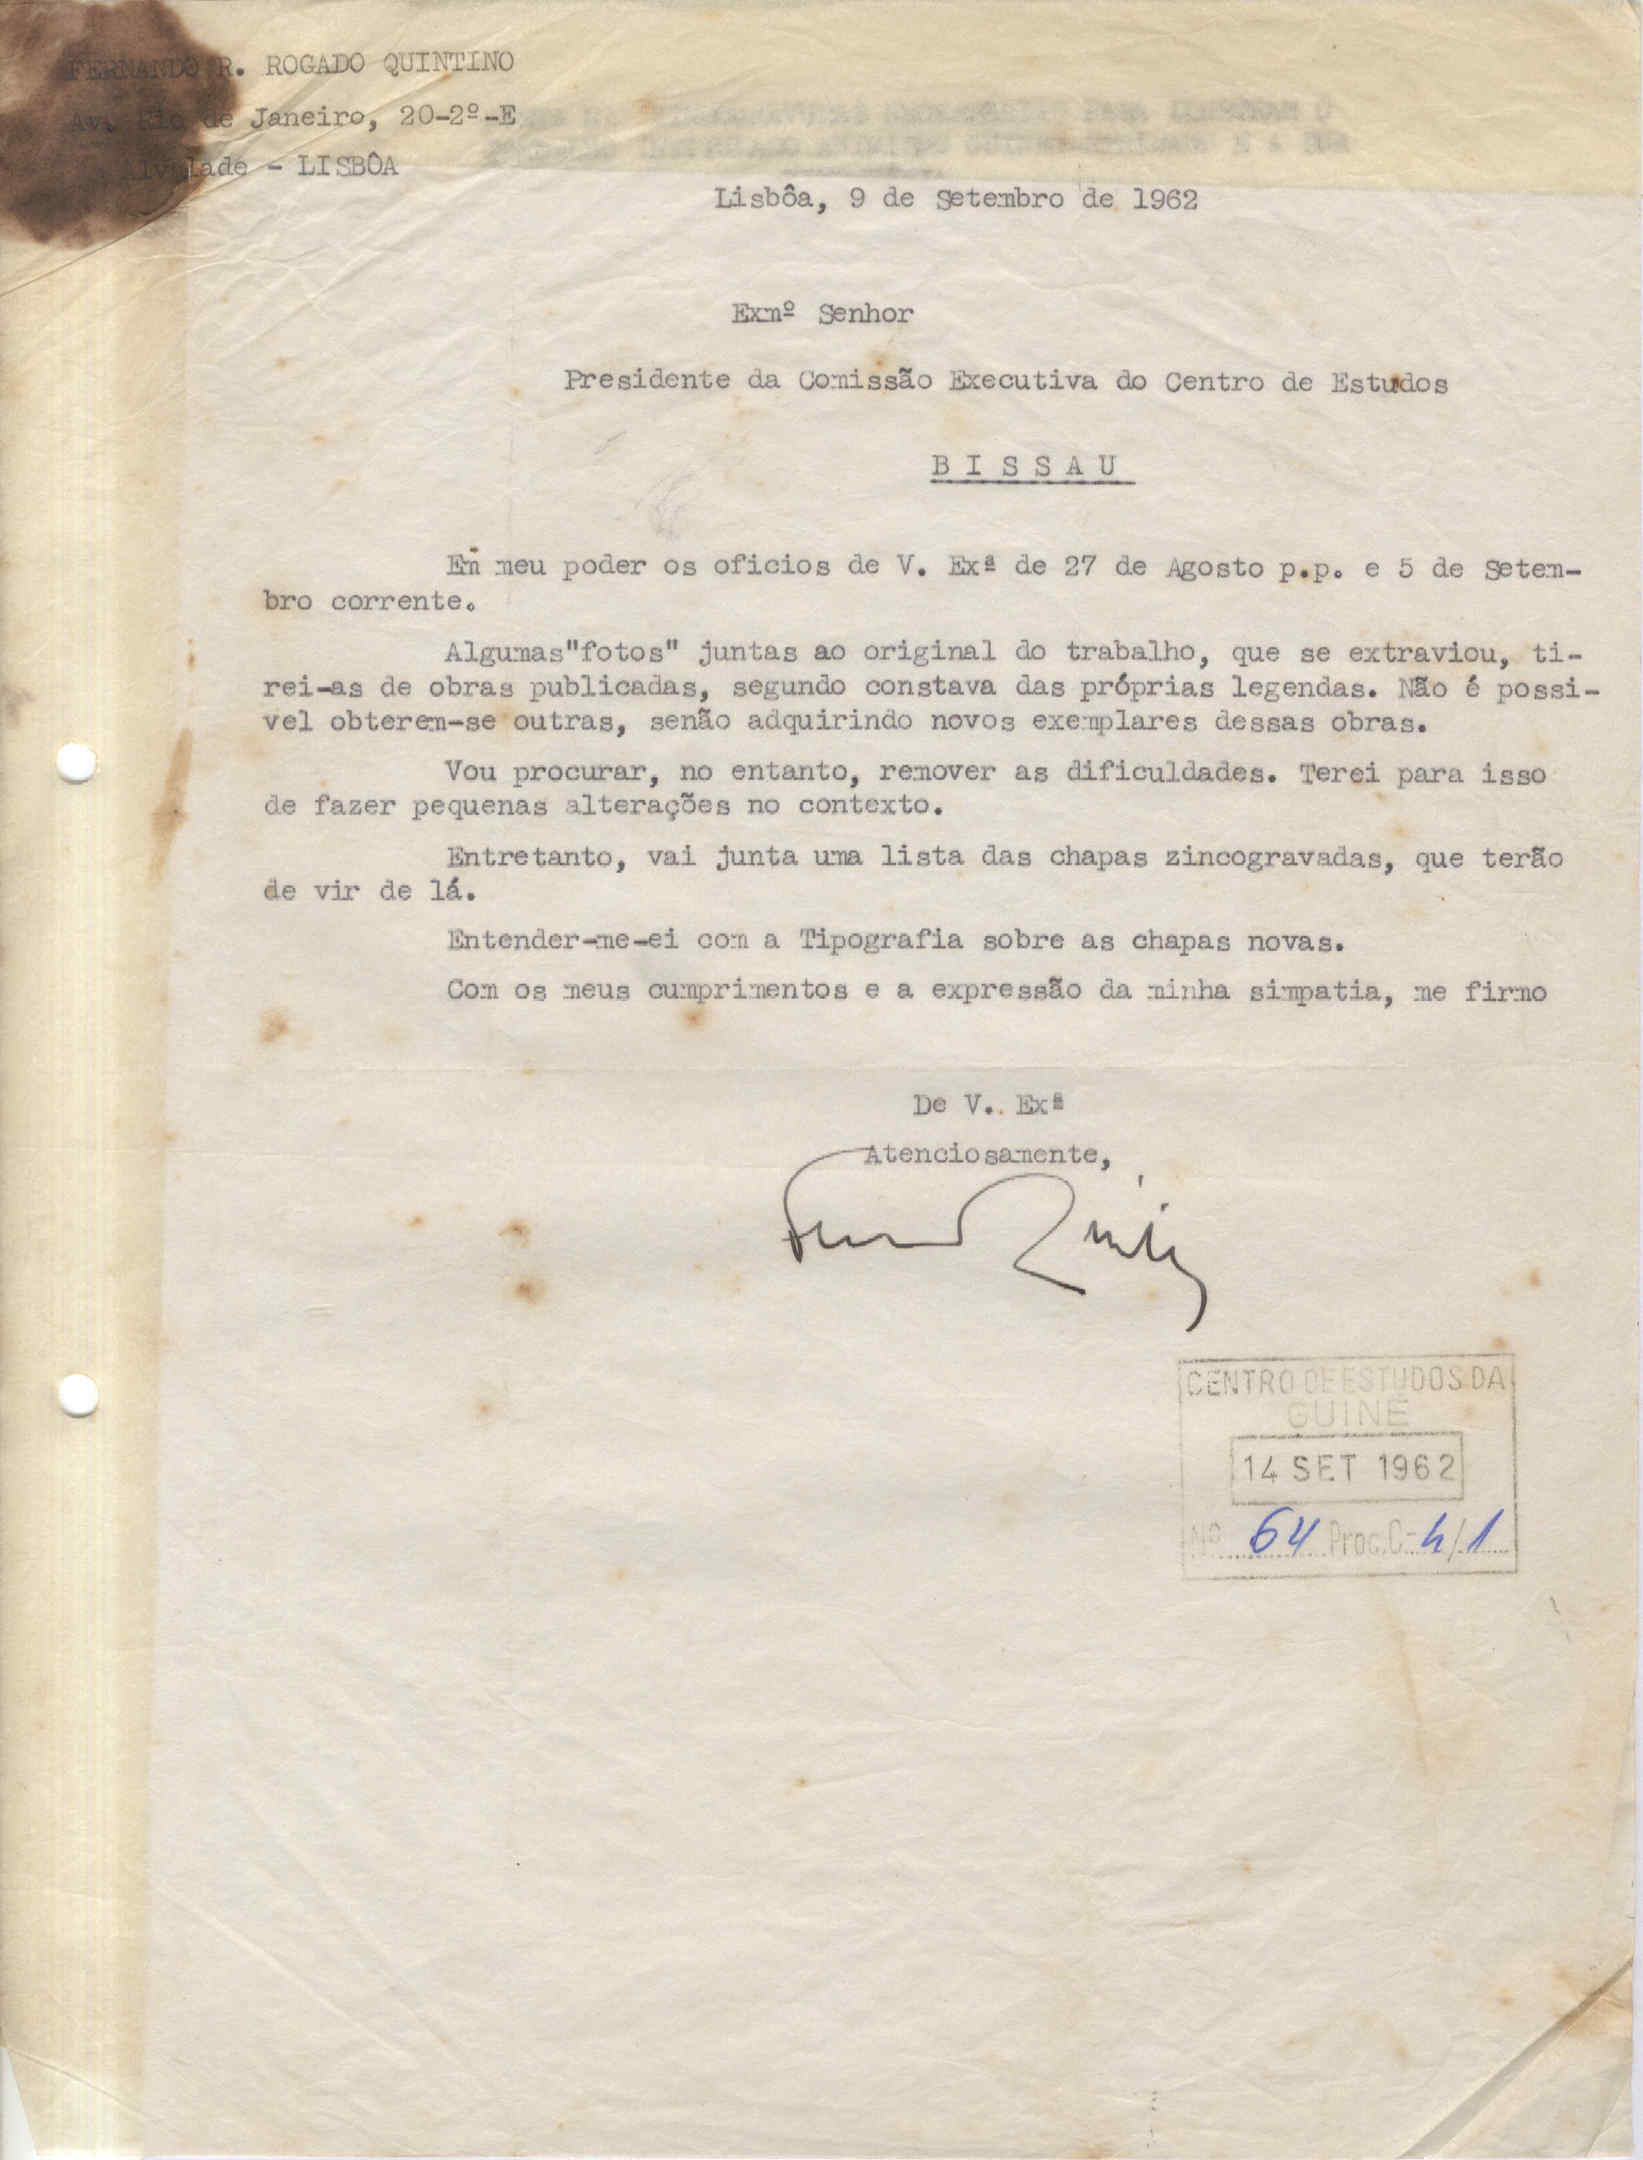 FERNANDO R. ROGADO QUINTINO
Av. Rio de Janeiro, 20-2º-E
Alvalade - LISBÔA
Lisbôa, 9 de Setembro de 1962
Exmº Senhor
Presidente da Comissão Executiva do Centro de Estudos
B I S S A U
Em meu poder os oficios de V. Exª de 27 de Agosto p.p. e 5 de Setem-
bro corrente.
Algumas"fotos" juntas ao original do trabalho, que se extraviou, ti-
rei-as de obras publicadas, segundo constava das próprias legendas. Não é possi-
vel obterem-se outras, senão adquirindo novos exemplares dessas obras.
Vou procurar, no entanto, remover as dificuldades. Terei para isso
de fazer pequenas alterações no contexto.
Entretanto, vai junta uma lista das chapas zincogravadas, que terão
de vir de lá.
Entender-me-ei com a Tipografia sobre as chapas novas.
Com os meus cumprimentos e a expressão da minha simpatia, me firmo
De V. Exª
Atenciosamente,
CENTRO DE ESTUDOS DA
GUINÉ
14 SET 1962
Nº 64 Proc. C- 4/1